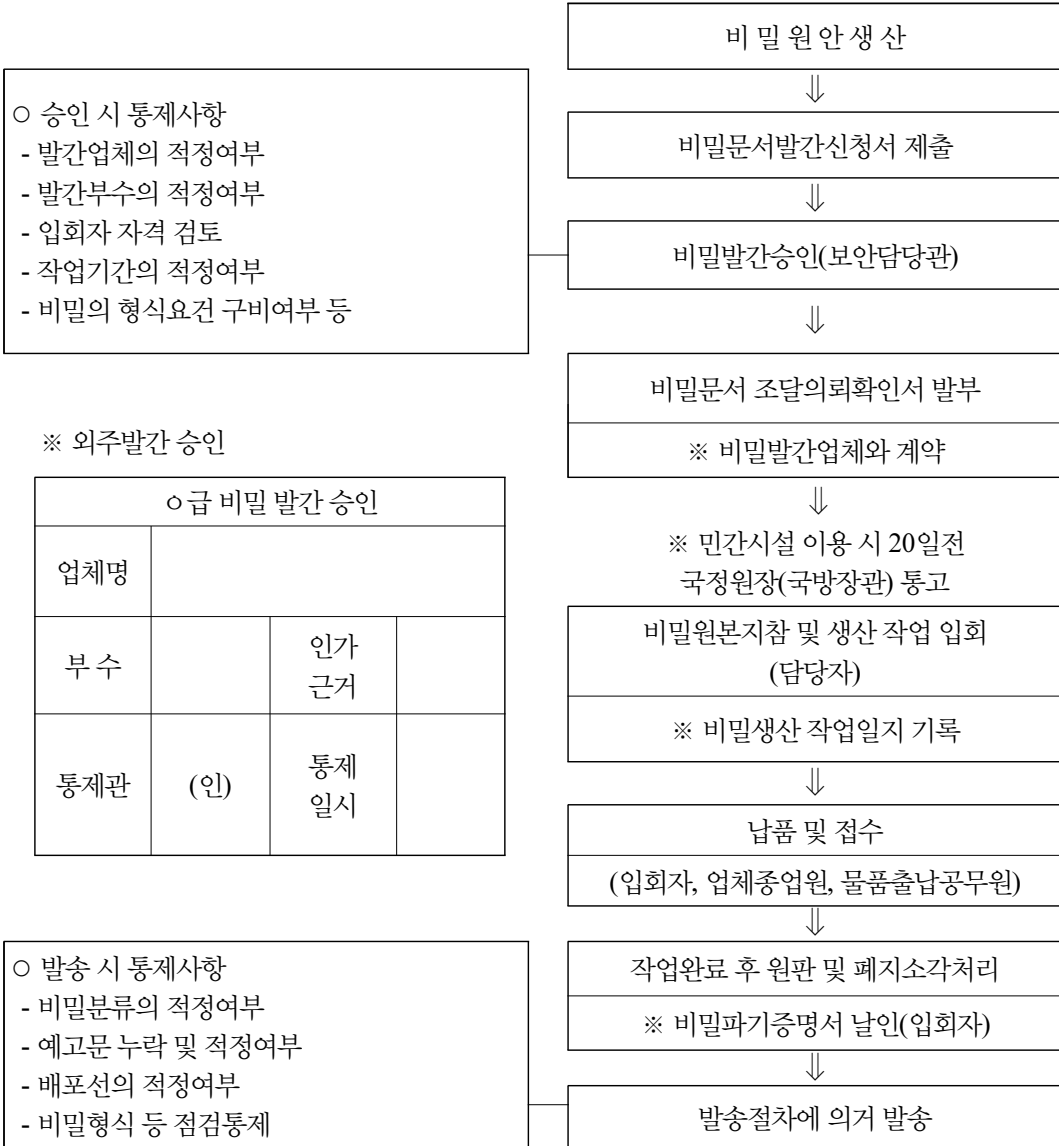 비 밀 원 안 생 산
⇓
비밀문서발간신청서 제출
⇓
비밀발간승인(보안담당관)
○ 승인 시 통제사항
- 발간업체의 적정여부
- 발간부수의 적정여부
- 입회자 자격 검토
- 작업기간의 적정여부
- 비밀의 형식요건 구비여부 등
⇓
비밀문서 조달의뢰확인서 발부
※ 비밀발간업체와 계약
※ 외주발간 승인
ㅇ급 비밀 발간 승인
업체명
부 수
인가
근거
통제관
(인)
통제
일시
⇓
※ 민간시설 이용 시 20일전
국정원장(국방장관) 통고
비밀원본지참 및 생산 작업 입회
(담당자)
※ 비밀생산 작업일지 기록
⇓
납품 및 접수
(입회자, 업체종업원, 물품출납공무원)
⇓
작업완료 후 원판 및 폐지소각처리
※ 비밀파기증명서 날인(입회자)
⇓
발송절차에 의거 발송
○ 발송 시 통제사항
- 비밀분류의 적정여부
- 예고문 누락 및 적정여부
- 배포선의 적정여부
- 비밀형식 등 점검통제